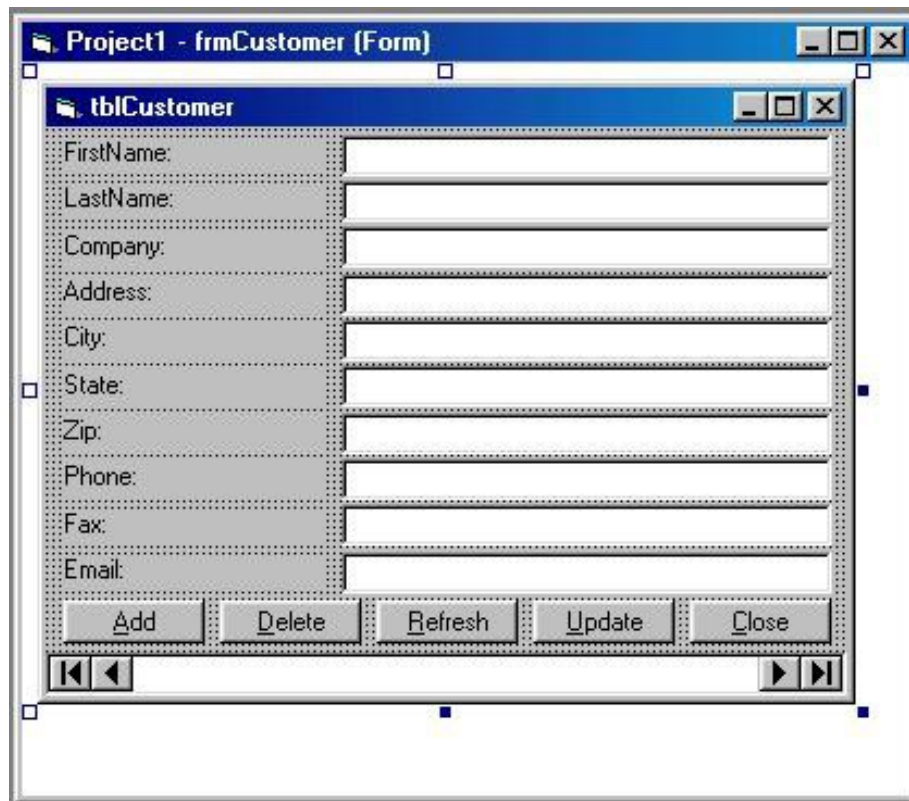 Project1 - frmCustomer (Form)
tblCustomer
FirstName:
LastName:
Company:
Address:
City:
State:
Zip:
Phone:
Fax:
Email:
Add Delete Refresh Update Close